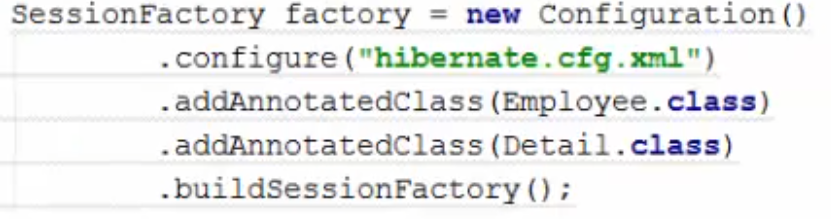 SessionFactory factory = new Configuration()
.configure("hibernate.cfg.xml")
.addAnnotatedClass(Employee.class)
.addAnnotatedClass(Detail.class)
.buildSessionFactory();